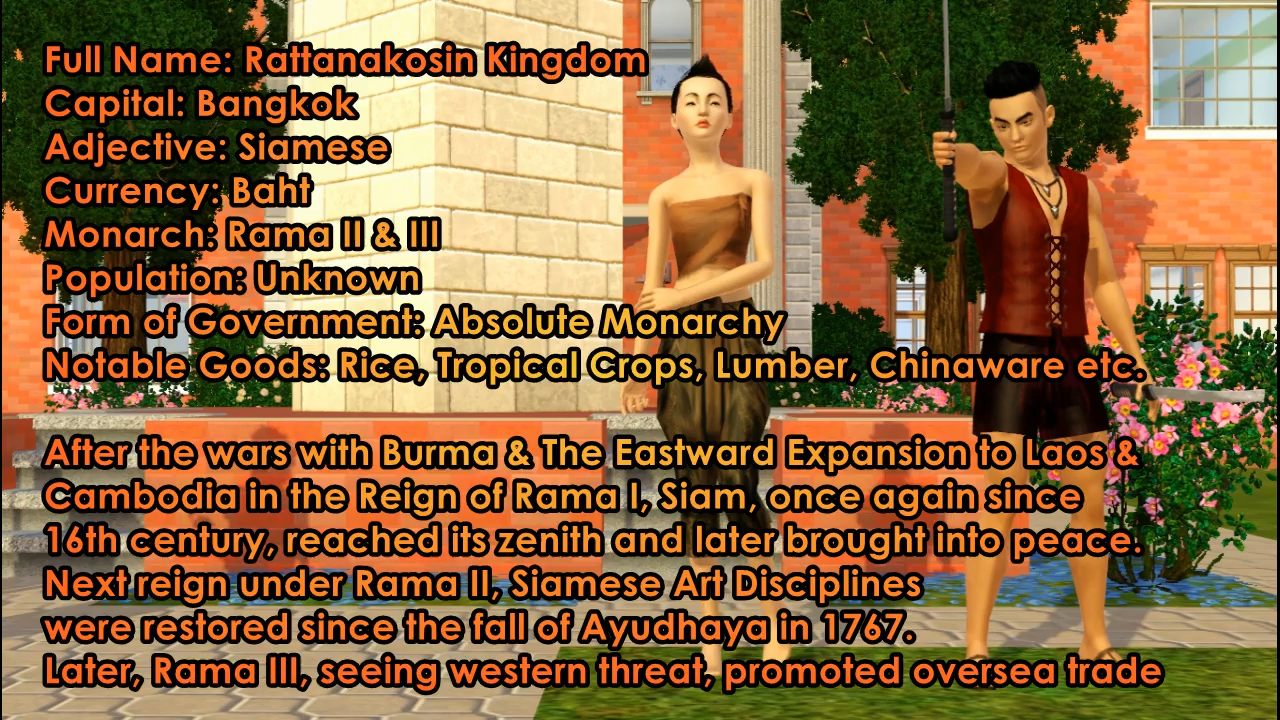 Full Name: Rattanakosin Kingdom
Capital: Bangkok
Adjective: Siamese
Currency: Baht
Monarch: Rama II & III
Population: Unknown
Form of Government: Absolute Monarchy
Notable Goods: Rice, Tropical Crops, Lumber, Chinaware etc.
After the wars with Burma & The Eastward Expansion to Laos &
Cambodia in the Reign of Rama I, Siam, once again since
16th century, reached its zenith and later brought into peace.
Next reign under Rama II, Siamese Art Disciplines
were restored since the fall of Ayudhaya in 1767.
Later, Rama III, seeing western threat, promoted oversea trade